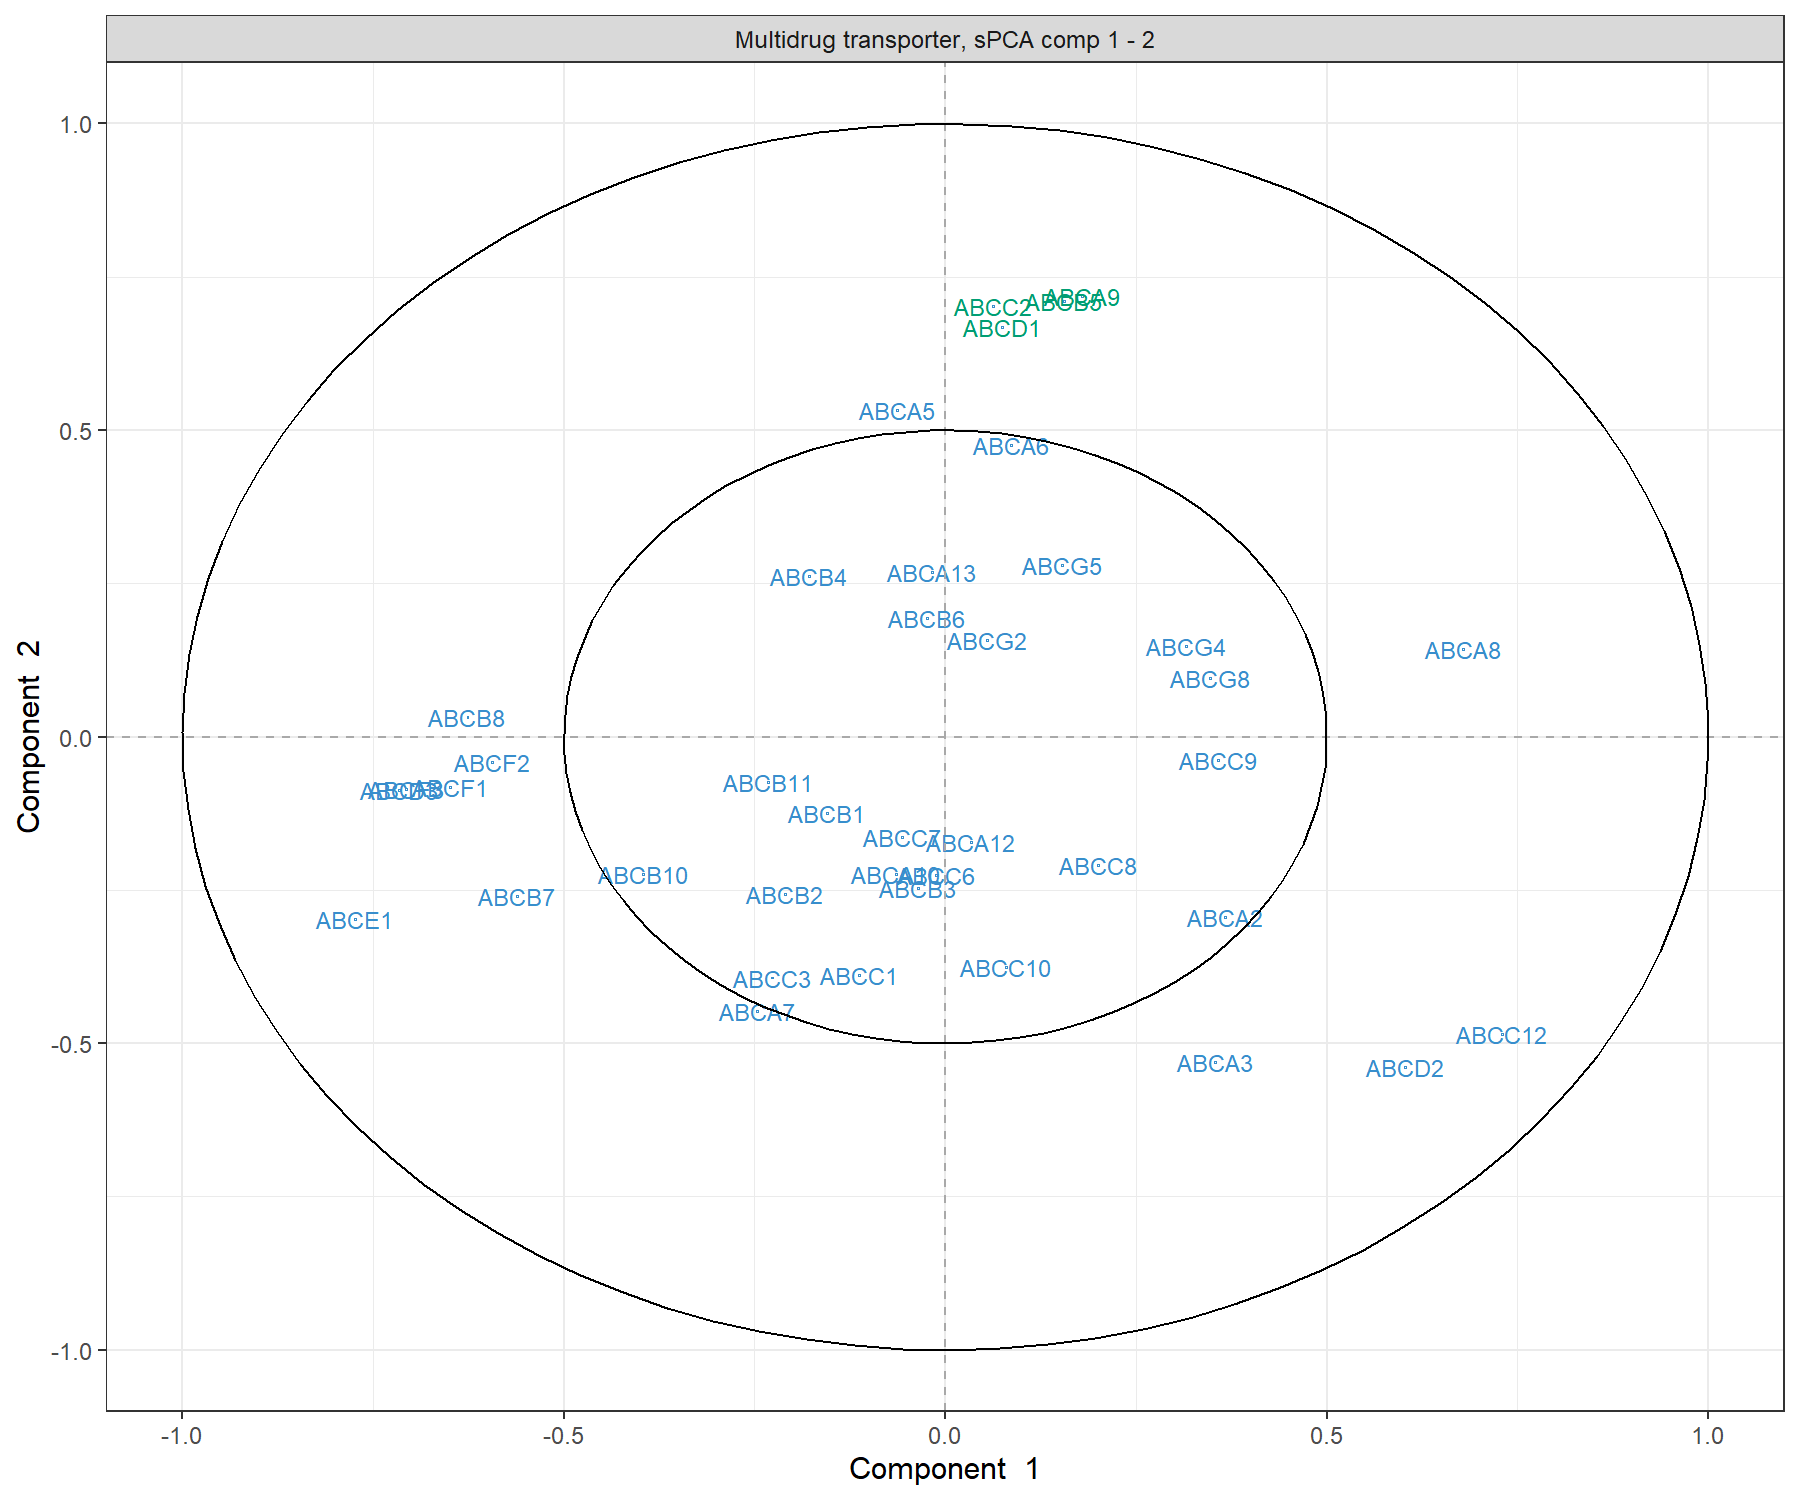 Multidrug transporter, sPCA comp 1 - 2
1.0
0.5
0.0
-0.5
-1.0
Component 2
ABCA9
ABCB5
ABCC2
ABCD1
ABCA5
ABCA6
ABCG5
ABCA13
ABCB4
ABCB6
ABCG2
ABCG4
ABCA8
ABCG8
ABCB8
ABCC9
ABCF2
ABCF1
ABCB11
ABCB1
ABCC7
ABCA12
ABCC8
ABCB10
ABCA10
ABCC6
ABCB3
ABCB2
ABCB7
ABCE1
ABCA2
ABCC10
ABCC1
ABCC3
ABCA7
ABCC12
ABCA3
ABCD2
-1.0
-0.5
0.0
0.5
1.0
Component 1